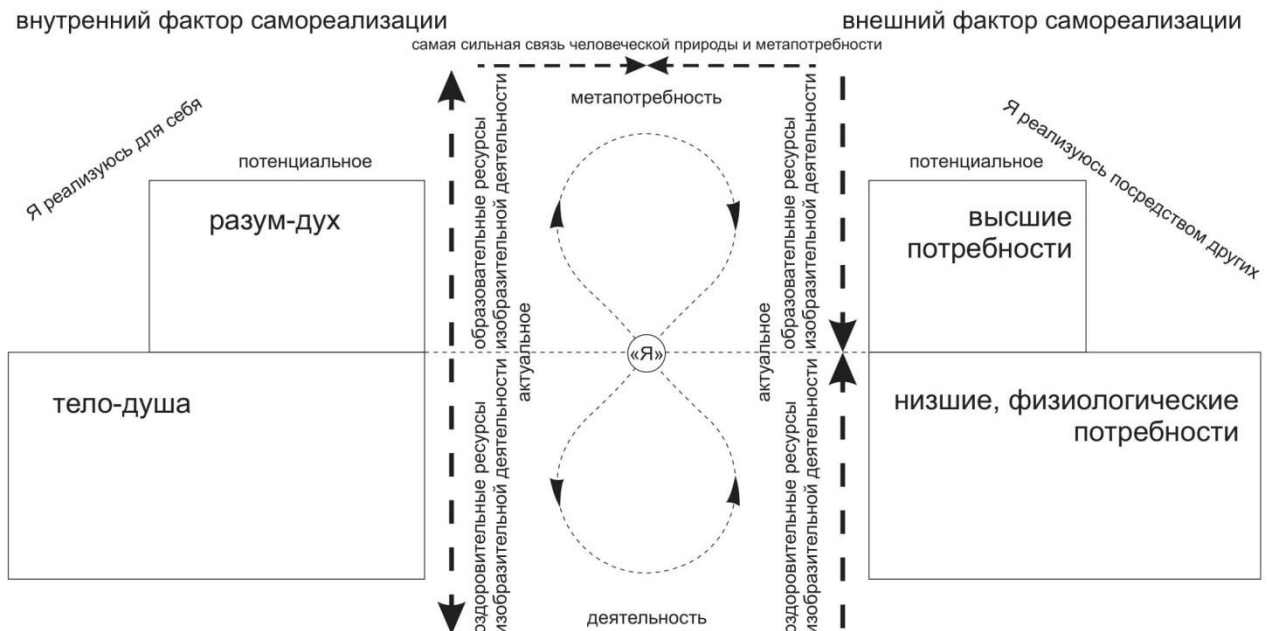 внутренний фактор самореализации
внешний фактор самореализации
самая сильная связь человеческой природы и метапотребности
метапотребность
Я реализуюсь для себя
Я реализуюсь посредством других
потенциальное
потенциальное
разум-дух
высшие
потребности
образовательные ресурсы
изобразительной деятельности
образовательные ресурсы
изобразительной деятельности
актуальное
актуальное
«Я»
тело-душа
низшие, физиологические
потребности
оздоровительные ресурсы
изобразительной деятельности
оздоровительные ресурсы
изобразительной деятельности
деятельность